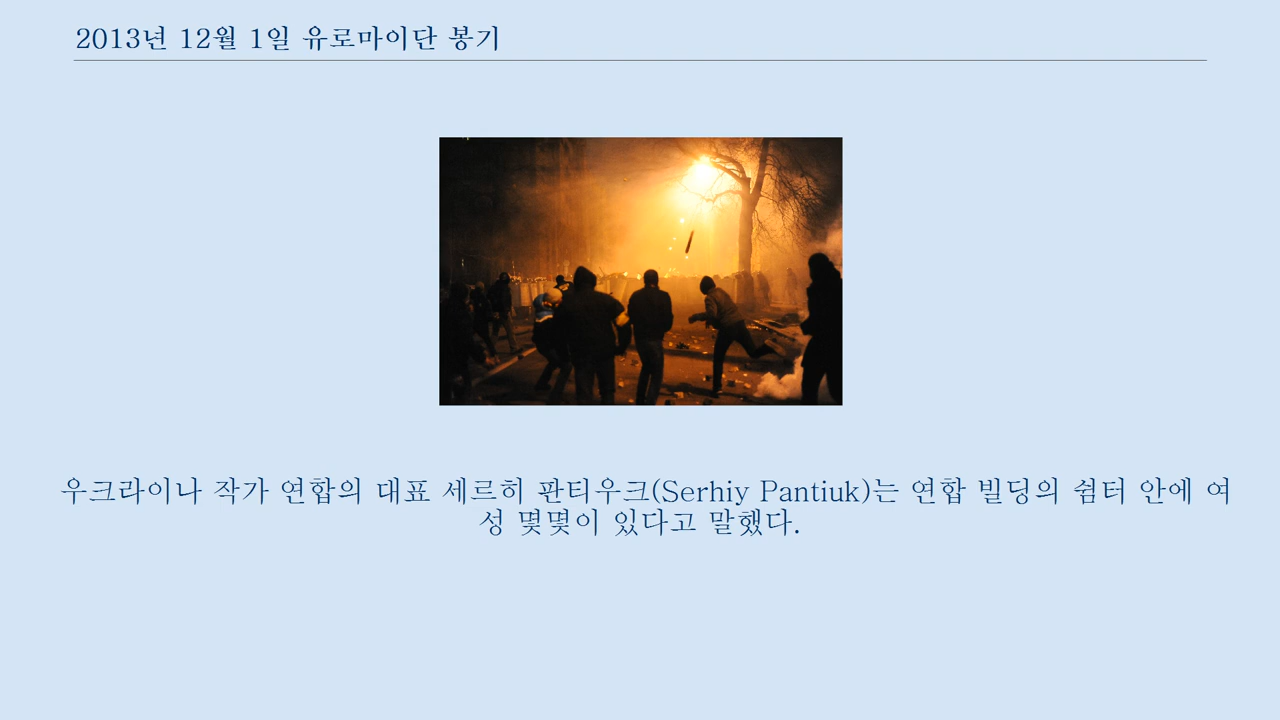 2013년 12월 1일 유로마이단 봉기
우크라이나 작가 연합의 대표 세르히 판티우크(Serhiy Pantiuk)는 연합 빌딩의 쉼터 안에 여
성 몇몇이 있다고 말했다.